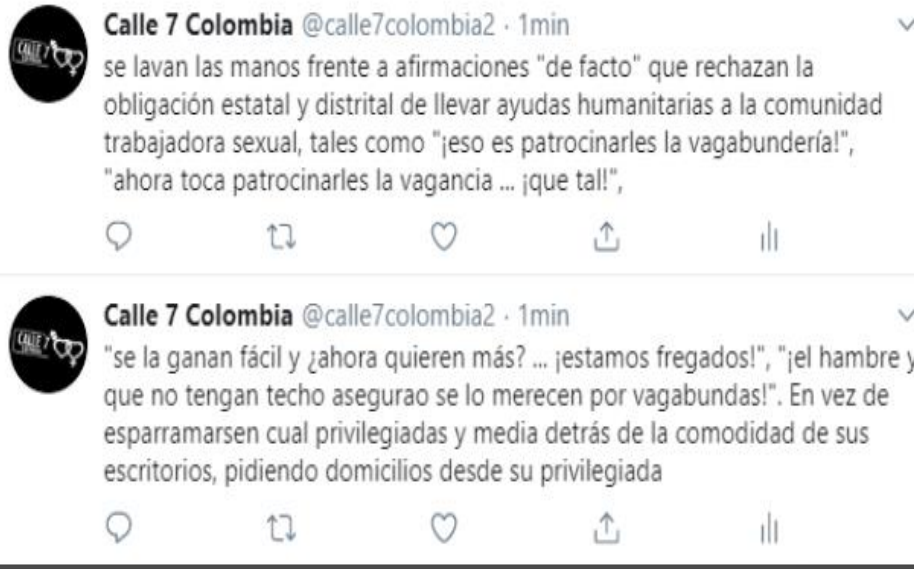 Calle 7 Colombia @calle7colombia2 · 1min
se lavan las manos frente a afirmaciones "de facto" que rechazan la
obligación estatal y distrital de llevar ayudas humanitarias a la comunidad
trabajadora sexual, tales como "¡eso es patrocinarles la vagabundería!",
"ahora toca patrocinarles la vagancia ... ¡que tal!",
Calle 7 Colombia @calle7colombia2 · 1min
"se la ganan fácil y ¿ahora quieren más? ... ¡estamos fregados!", "¡el hambre y
que no tengan techo asegurao se lo merecen por vagabundas!". En vez de
esparramarsen cual privilegiadas y media detrás de la comodidad de sus
escritorios, pidiendo domicilios desde su privilegiada